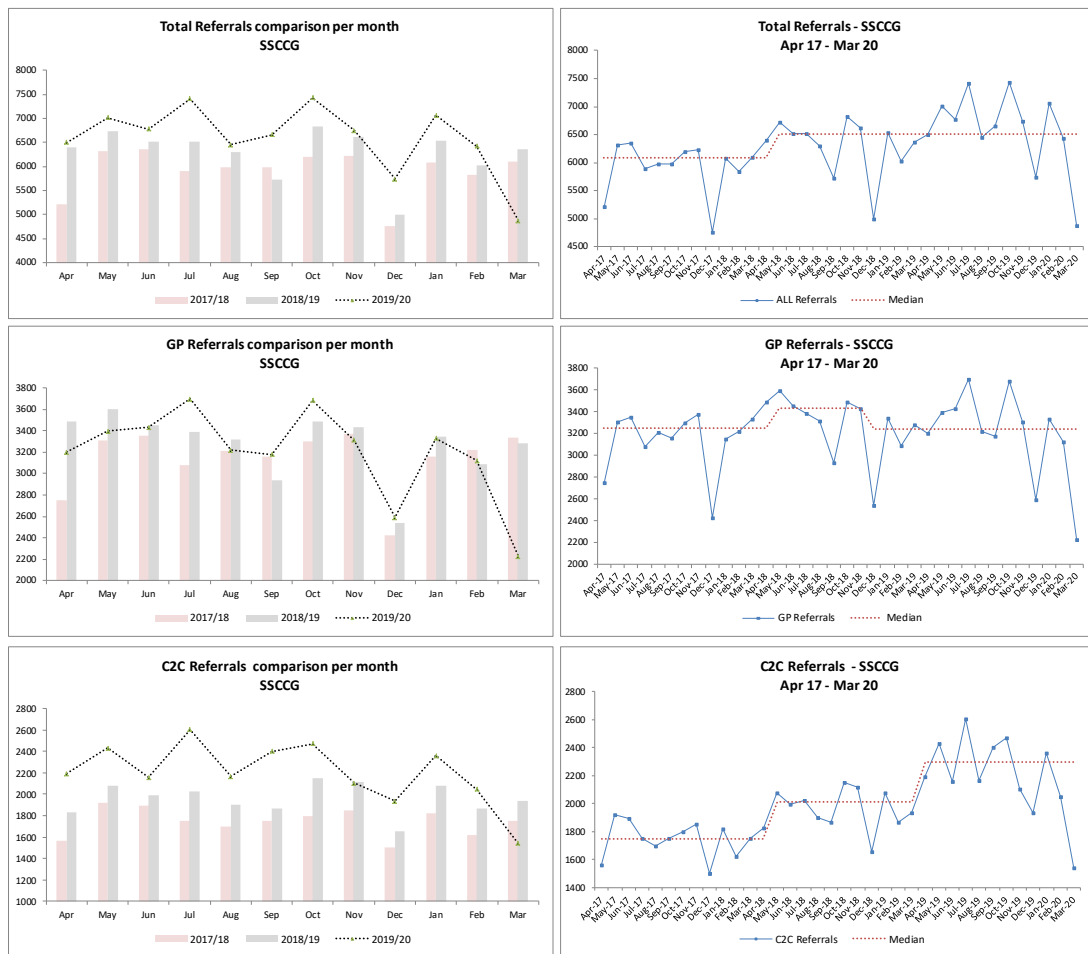 Total Referrals comparison per month
SSCCG
8000
7500
7000
6500
6000
5500
5000
4500
4000
Apr May Jun Jul Aug Sep Oct Nov Dec Jan Feb Mar
2017/18 2018/19 2019/20
Total Referrals - SSCCG
Apr 17 - Mar 20
8000
7500
7000
6500
6000
5500
5000
4500
Apr-17 May-17 Jun-17 Jul-17 Aug-17 Sep-17 Oct-17 Nov-17 Dec-17 Jan-18 Feb-18 Mar-18 Apr-18 May-18 Jun-18 Jul-18 Aug-18 Sep-18 Oct-18 Nov-18 Dec-18 Jan-19 Feb-19 Mar-19 Apr-19 May-19 Jun-19 Jul-19 Aug-19 Sep-19 Oct-19 Nov-19 Dec-19 Jan-20 Feb-20 Mar-20
ALL Referrals Median
GP Referrals comparison per month
SSCCG
3800
3600
3400
3200
3000
2800
2600
2400
2200
2000
Apr May Jun Jul Aug Sep Oct Nov Dec Jan Feb Mar
2017/18 2018/19 2019/20
GP Referrals - SSCCG
Apr 17 - Mar 20
3800
3600
3400
3200
3000
2800
2600
2400
2200
2000
Apr-17 May-17 Jun-17 Jul-17 Aug-17 Sep-17 Oct-17 Nov-17 Dec-17 Jan-18 Feb-18 Mar-18 Apr-18 May-18 Jun-18 Jul-18 Aug-18 Sep-18 Oct-18 Nov-18 Dec-18 Jan-19 Feb-19 Mar-19 Apr-19 May-19 Jun-19 Jul-19 Aug-19 Sep-19 Oct-19 Nov-19 Dec-19 Jan-20 Feb-20 Mar-20
GP Referrals Median
C2C Referrals comparison per month
SSCCG
2800
2600
2400
2200
2000
1800
1600
1400
1200
1000
Apr May Jun Jul Aug Sep Oct Nov Dec Jan Feb Mar
2017/18 2018/19 2019/20
C2C Referrals - SSCCG
Apr 17 - Mar 20
2800
2600
2400
2200
2000
1800
1600
1400
Apr-17 May-17 Jun-17 Jul-17 Aug-17 Sep-17 Oct-17 Nov-17 Dec-17 Jan-18 Feb-18 Mar-18 Apr-18 May-18 Jun-18 Jul-18 Aug-18 Sep-18 Oct-18 Nov-18 Dec-18 Jan-19 Feb-19 Mar-19 Apr-19 May-19 Jun-19 Jul-19 Aug-19 Sep-19 Oct-19 Nov-19 Dec-19 Jan-20 Feb-20 Mar-20
C2C Referrals Median